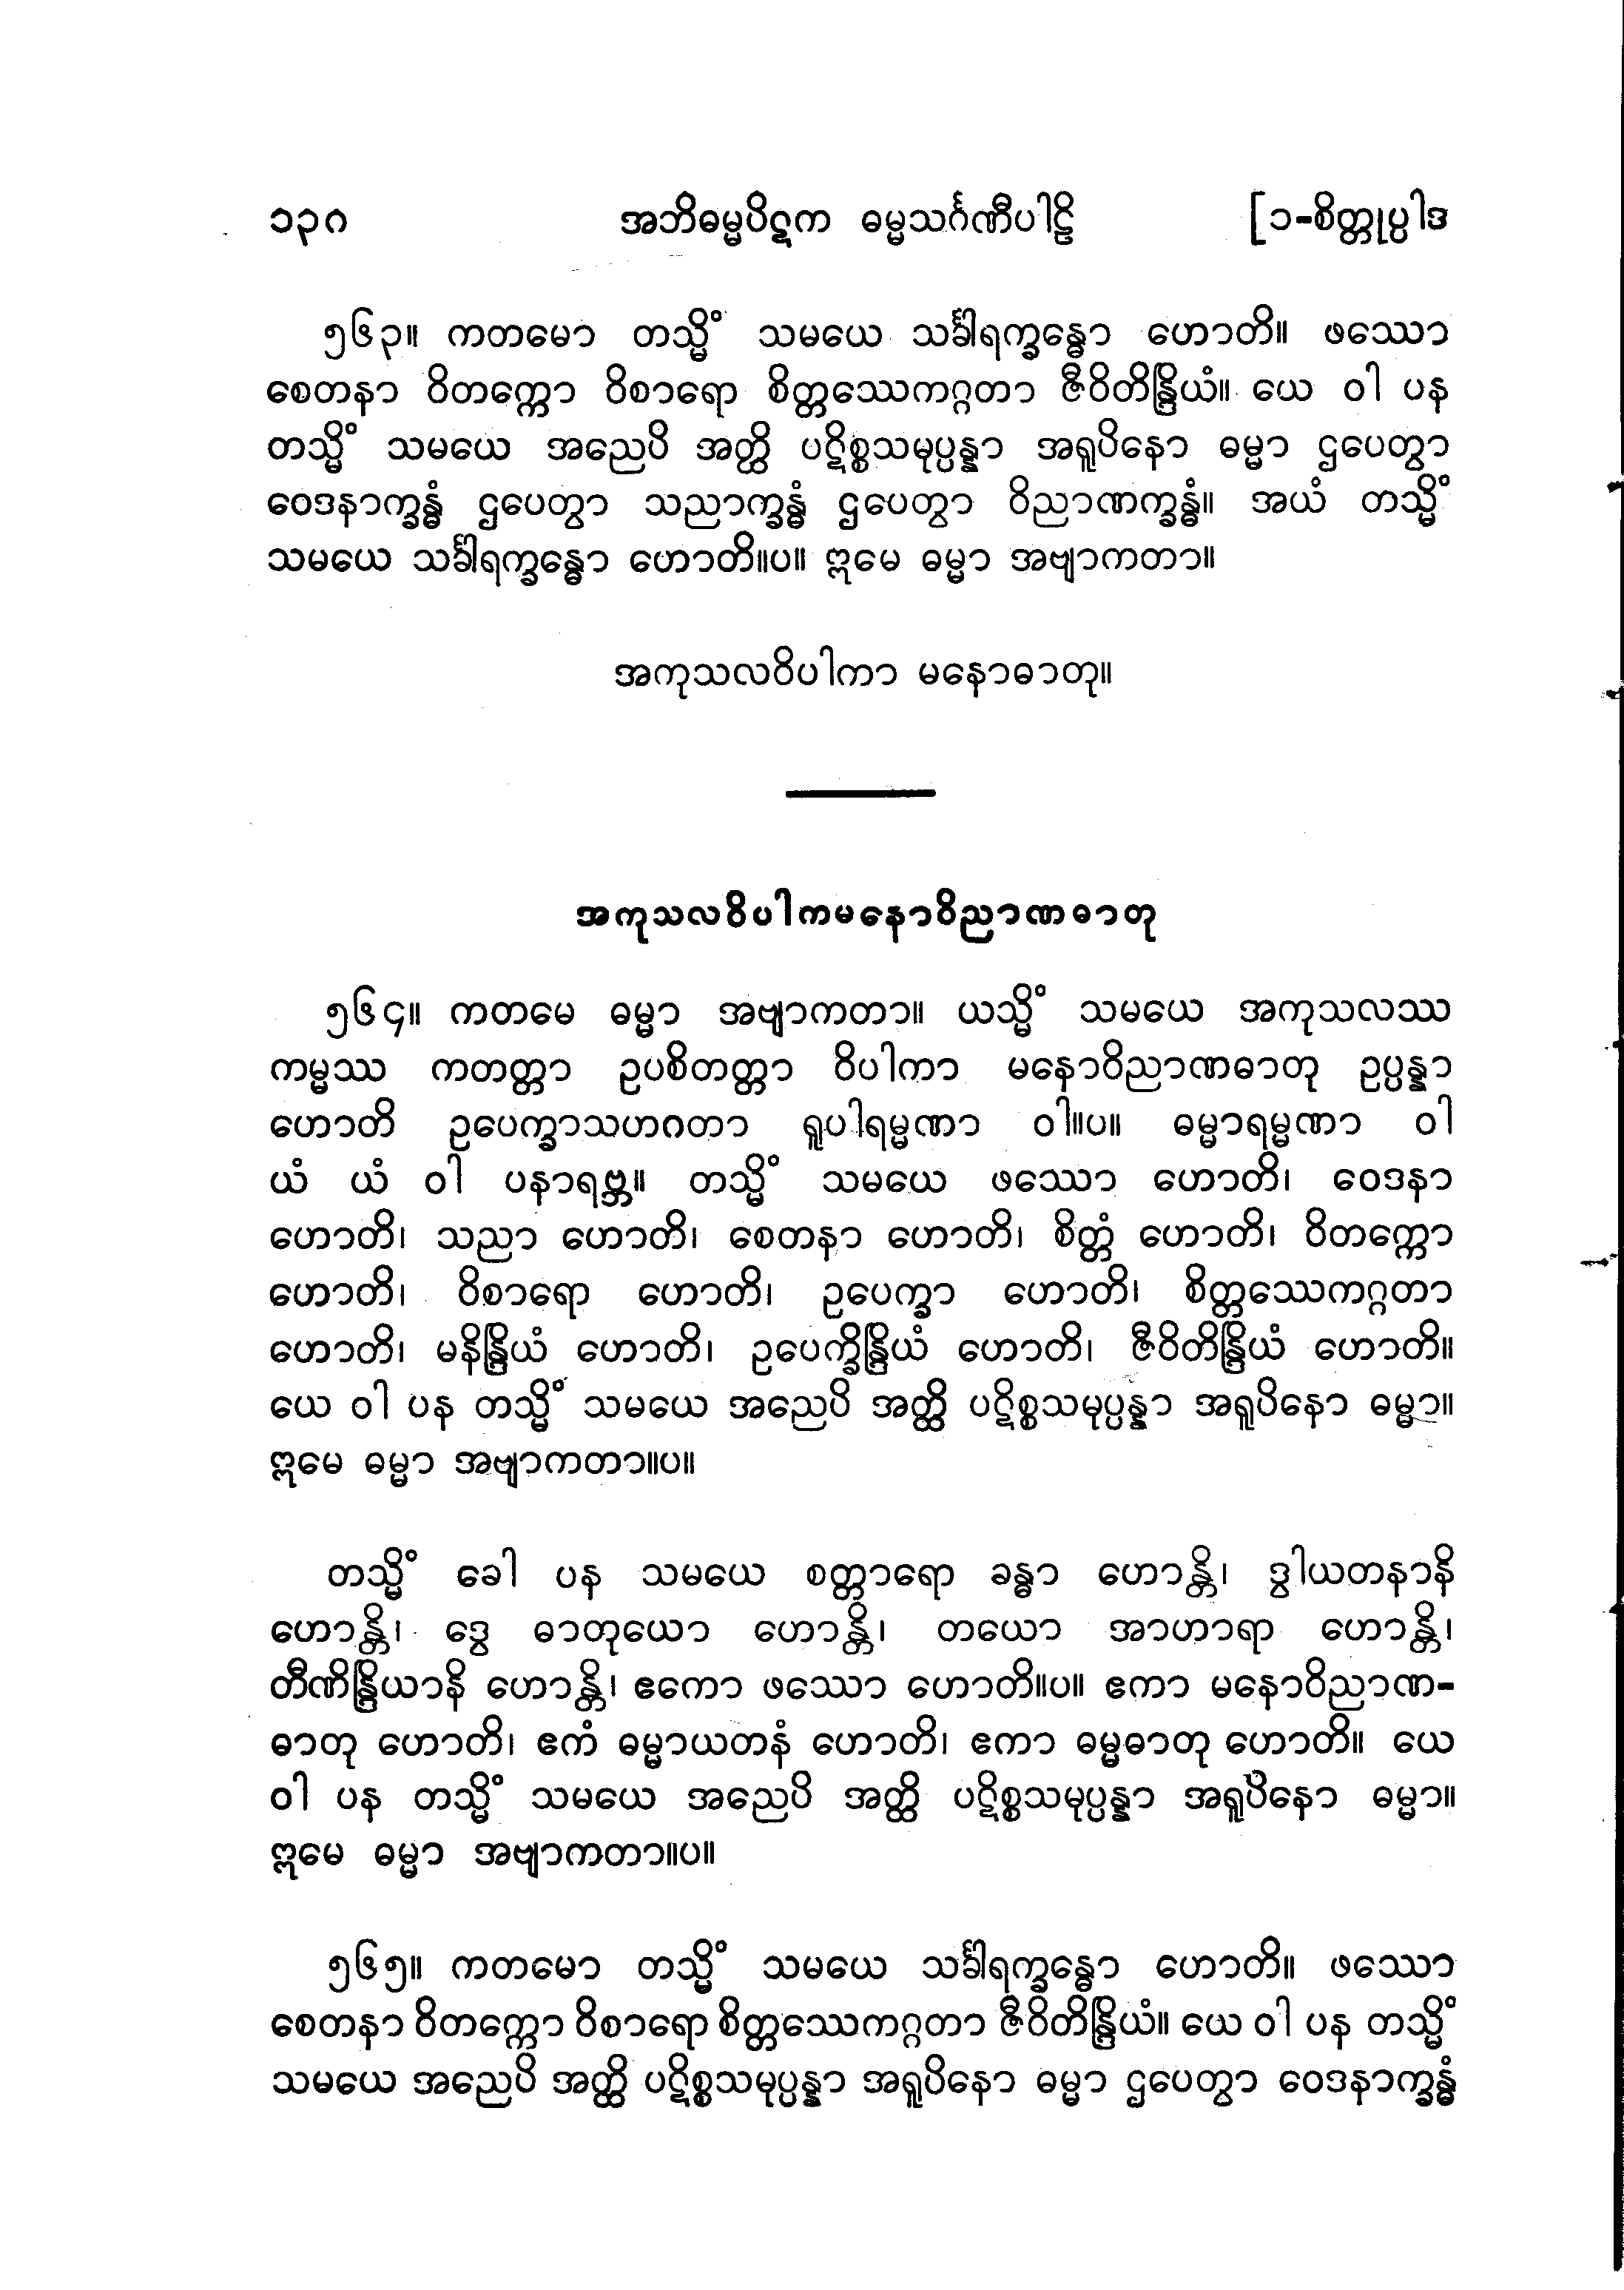 ၁၃၈ အဘိဓမ္မပိဋက ဓမ္မသင်္ဂဏီပါဠိ [၁-စိတ္တုပ္ပါဒ
၅၆၃။ ကတမော တသ္မိံ သမယေ သင်္ခါရက္ခန္ဓော ဟောတိ။ ဖဿော
စေတနာ ဝိတက္ကော ဝိစာရော စိတ္တဿေကဂ္ဂတာ ဇီဝိတိန္ဒြိယံ။ ယေ ဝါ ပန
တသ္မိံ သမယေ အညေပိ အတ္ထိ ပဋိစ္စသမုပ္ပန္နာ အရူပိနော ဓမ္မာ ဌပေတွာ
ဝေဒနာက္ခန္ဓံ ဌပေတွာ သညာက္ခန္ဓံ ဌပေတွာ ဝိညာဏက္ခန္ဓံ။ အယံ တသ္မိံ
သမယေ သင်္ခါရက္ခန္ဓော ဟောတိ။ပ။ ဣမေ ဓမ္မာ အဗျာကတာ။
အကုသလဝိပါကာ မနောဓာတု။
အကုသလဝိပါကမနောဝိညာဏဓာတု
၅၆၄။ ကတမေ ဓမ္မာ အဗျာကတာ။ ယသ္မိံ သမယေ အကုသလဿ
ကမ္မဿ ကတတ္တာ ဥပစိတတ္တာ ဝိပါကာ မနောဝိညာဏဓာတု ဥပ္ပန္နာ
ဟောတိ ဥပေက္ခာသဟဂတာ ရူပါရမ္မဏာ ဝါ။ပ။ ဓမ္မာရမ္မဏာ ဝါ
ယံ ယံ ဝါ ပနာရဗ္ဘ။ တသ္မိံ သမယေ ဖဿော ဟောတိ၊ ဝေဒနာ
ဟောတိ၊ သညာ ဟောတိ၊ စေတနာ ဟောတိ၊ စိတ္တံ ဟောတိ၊ ဝိတက္ကော
ဟောတိ၊ ဝိစာရော ဟောတိ၊ ဥပေက္ခာ ဟောတိ၊ စိတ္တဿေကဂ္ဂတာ
ဟောတိ၊ မနိန္ဒြိယံ ဟောတိ၊ ဥပေက္ခိန္ဒြိယံ ဟောတိ၊ ဇီဝိတိန္ဒြိယံ ဟောတိ။
ယေ ဝါ ပန တသ္မိံ သမယေ အညေပိ အတ္ထိ ပဋိစ္စသမုပ္ပန္နာ အရူပိနော ဓမ္မာ။
ဣမေ ဓမ္မာ အဗျာကတာ။ပ။
တသ္မိံ ခေါ ပန သမယေ စတ္တာရော ခန္ဓာ ဟောန္တိ၊ ဒွါယတနာနိ
ဟောန္တိ၊ ဒွေ ဓာတုယော ဟောန္တိ၊ တယော အာဟာရာ ဟောန္တိ၊
တီဏိန္ဒြိယာနိ ဟောန္တိ၊ ဧကော ဖဿော ဟောတိ။ပ။ ဧကာ မနောဝိညာဏ-
ဓာတု ဟောတိ၊ ဧကံ ဓမ္မာယတနံ ဟောတိ၊ ဧကာ ဓမ္မဓာတု ဟောတိ။ ယေ
ဝါ ပန တသ္မိံ သမယေ အညေပိ အတ္ထိ ပဋိစ္စသမုပ္ပန္နာ အရူပိနော ဓမ္မာ။
ဣမေ ဓမ္မာ အဗျာကတာ။ပ။
၅၆၅။ ကတမော တသ္မိံ သမယေ သင်္ခါရက္ခန္ဓော ဟောတိ။ ဖဿော
စေတနာ ဝိတက္ကော ဝိစာရော စိတ္တဿေကဂ္ဂတာ ဇီဝိတိန္ဒြိယံ။ ယေ ဝါ ပန တသ္မိံ
သမယေ အညေပိ အတ္ထိ ပဋိစ္စသမုပ္ပန္နာ အရူပိနော ဓမ္မာ ဌပေတွာ ဝေဒနာက္ခန္ဓံ